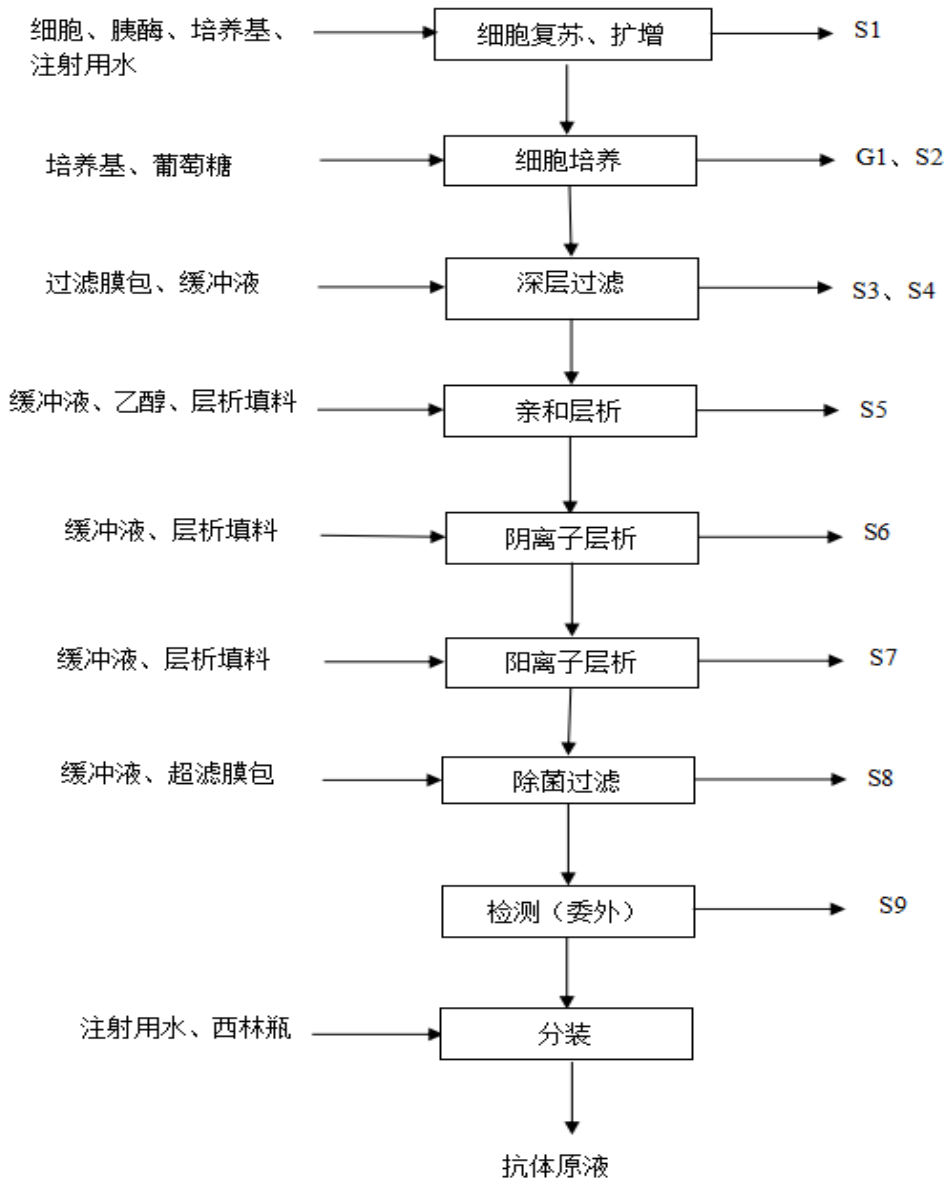 细胞、胰酶、培养基、
注射用水
细胞复苏、扩增
S1
培养基、葡萄糖
细胞培养
G1、S2
过滤膜包、缓冲液
深层过滤
S3、S4
缓冲液、乙醇、层析填料
亲和层析
S5
缓冲液、层析填料
阴离子层析
S6
缓冲液、层析填料
阳离子层析
S7
缓冲液、超滤膜包
除菌过滤
S8
检测（委外）
S9
注射用水、西林瓶
分装
抗体原液